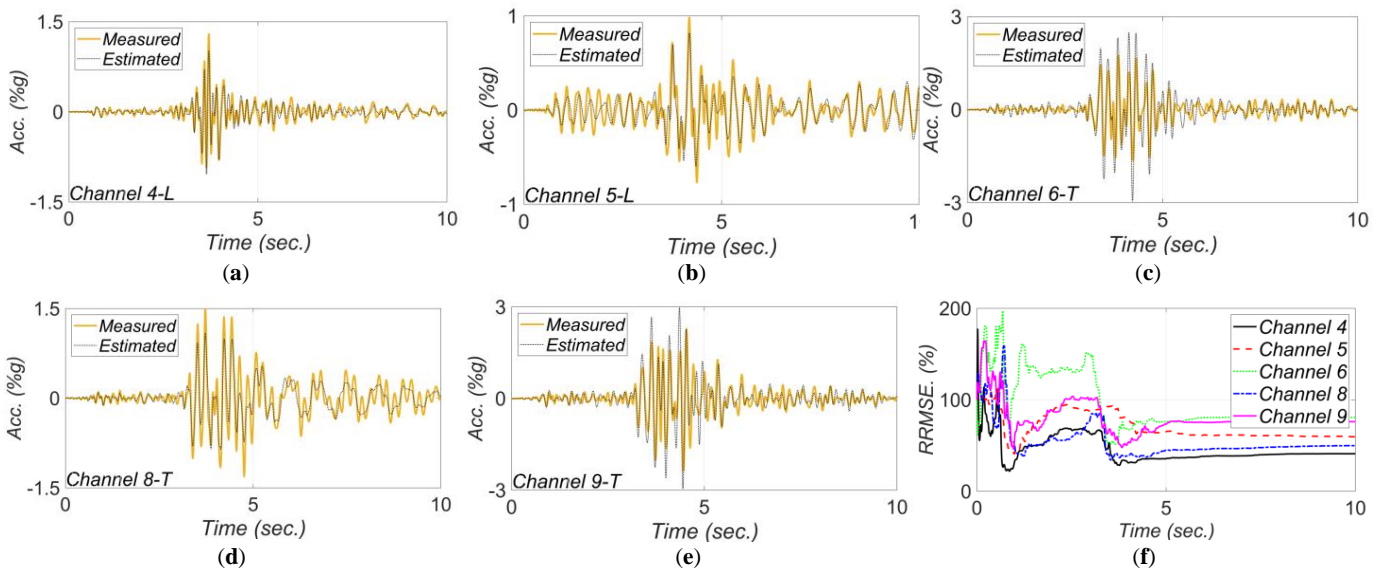 1.5
Measured
Estimated
Acc. (%g)
0
-1.5
Channel 4-L
0 5 10
Time (sec.)
(a)
1
Measured
Estimated
Acc. (%g)
0
-1
Channel 5-L
0 5 1
Time (sec.)
(b)
3
Measured
Estimated
Acc. (%g)
0
-3
Channel 6-T
0 5 10
Time (sec.)
(c)
1.5
Measured
Estimated
Acc. (%g)
0
-1.5
Channel 8-T
0 5 10
Time (sec.)
(d)
3
Measured
Estimated
Acc. (%g)
0
-3
Channel 9-T
0 5 10
Time (sec.)
(e)
200
Channel 4
Channel 5
Channel 6
Channel 8
Channel 9
RRMSE. (%)
100
0
0 5 10
Time (sec.)
(f)